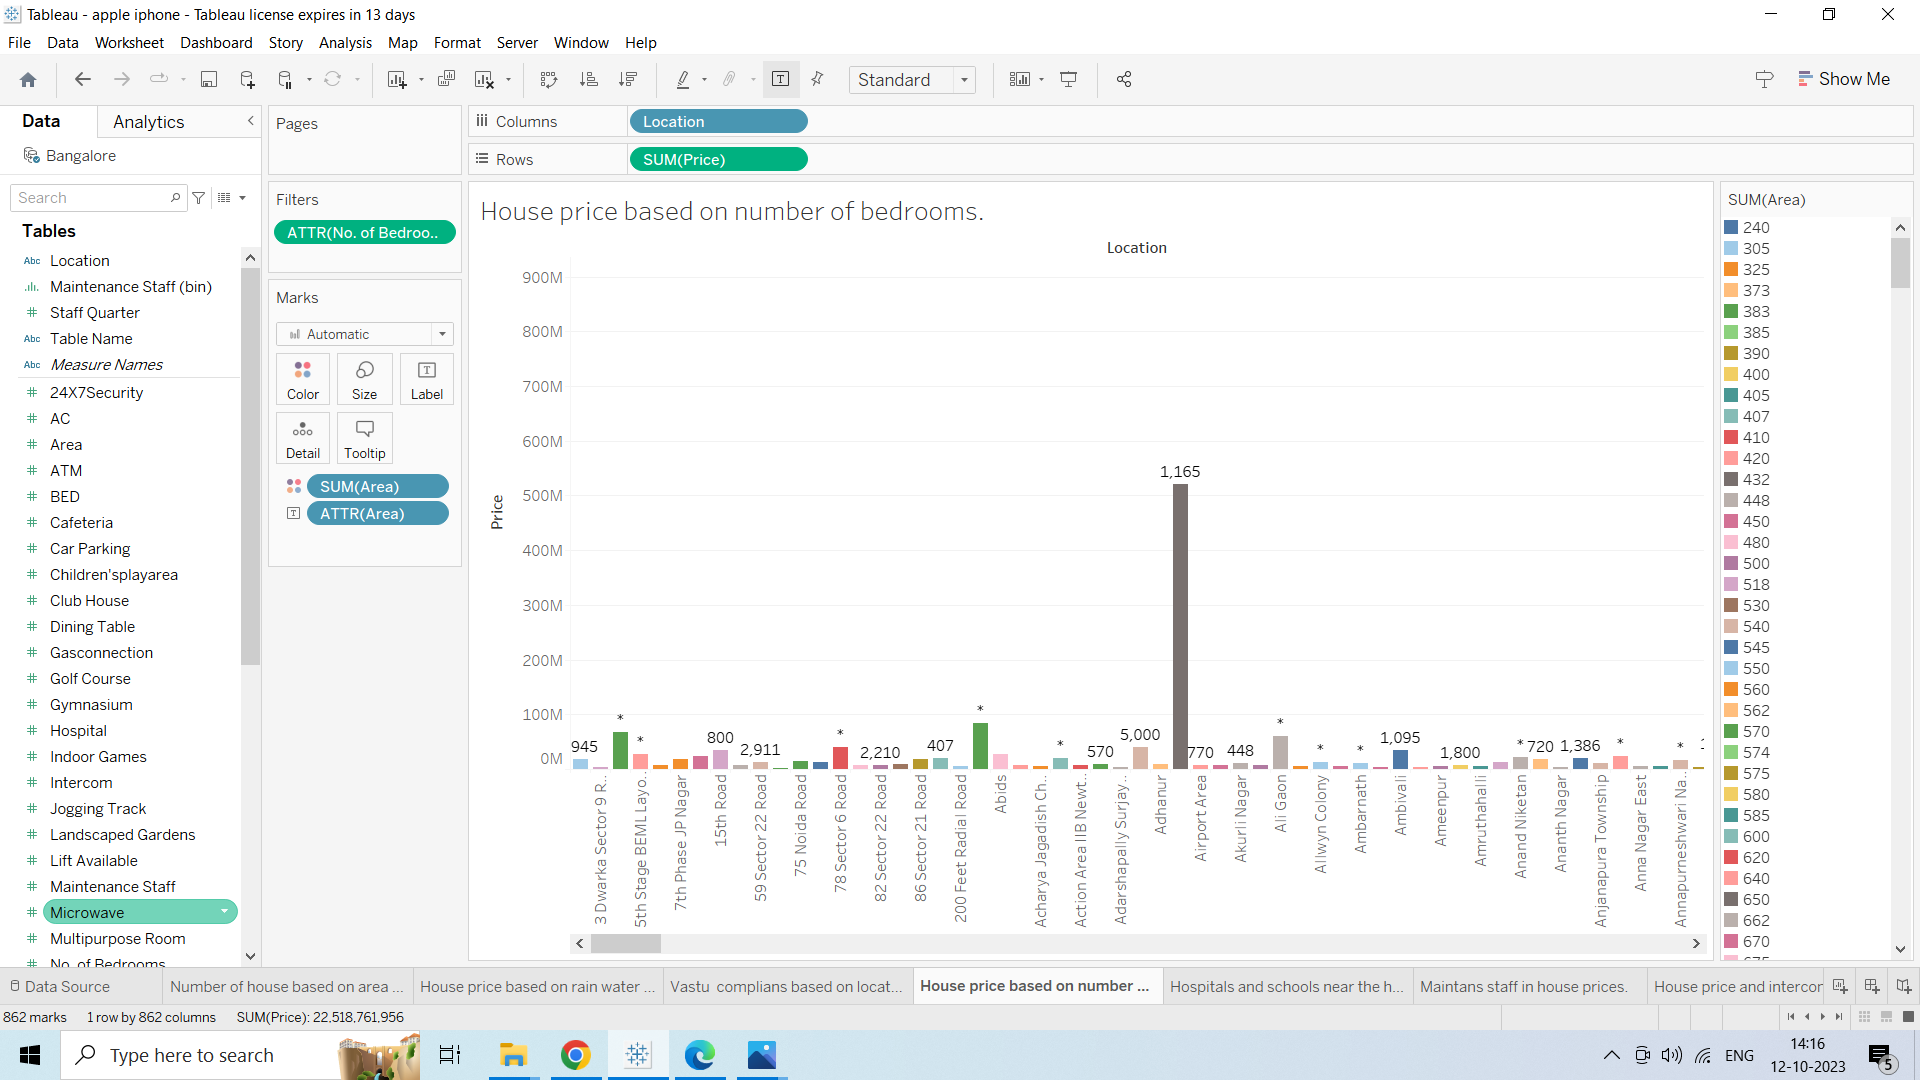 Tableau - apple iphone - Tableau license expires in 13 days
File Data Worksheet Dashboard Story Analysis Map Format Server Window Help
Standard
Show Me
Data
Analytics
Bangalore
Search
Tables
Abc Location
Maintenance Staff (bin)
# Staff Quarter
Abc Table Name
Abc Measure Names
# 24X7Security
# AC
# Area
# ATM
# BED
# Cafeteria
# Car Parking
# Children'splayarea
# Club House
# Dining Table
# Gasconnection
# Golf Course
# Gymnasium
# Hospital
# Indoor Games
# Intercom
# Jogging Track
# Landscaped Gardens
# Lift Available
# Maintenance Staff
# Microwave
# Multipurpose Room
No. of Bedrooms
Pages
Filters
ATTR(No. of Bedroo..
Marks
Automatic
Color
Size
T
Label
Detail
Tooltip
SUM(Area)
T ATTR(Area)
Columns
Location
Rows
SUM(Price)
House price based on number of bedrooms.
Location
Price
900M
800M
700M
600M
500M
400M
300M
200M
100M
0M
945
*
*
800
2,911
*
2,210
407
*
*
570
5,000
1,165
770
448
*
*
*
1,095
1,800
*
720
1,386
*
*
3 Dwarka Sector 9 R..
5th Stage BEML Layo..
7th Phase JP Nagar
15th Road
59 Sector 22 Road
75 Noida Road
78 Sector 6 Road
82 Sector 22 Road
86 Sector 21 Road
200 Feet Radial Road
Abids
Acharya Jagadish Ch..
Action Area IIB Newt..
Adarshapally Surjay..
Adhanur
Airport Area
Akurli Nagar
Ali Gaon
Allwyn Colony
Ambarnath
Ambivali
Ameenpur
Amruthahalli
Anand Niketan
Ananth Nagar
Anjanapura Township
Anna Nagar East
Annapurneshwari Na..
SUM(Area)
240
305
325
373
383
385
390
400
405
407
410
420
432
448
450
480
500
518
530
540
545
550
560
562
570
574
575
580
585
600
620
640
650
662
670
675
Data Source
Number of house based on area ...
House price based on rain water ...
Vastu complians based on locat...
House price based on number ...
Hospitals and schools near the h...
Maintans staff in house prices.
House price and intercor
862 marks
1 row by 862 columns
SUM(Price): 22,518,761,956
Type here to search
ENG
14:16
12-10-2023
5